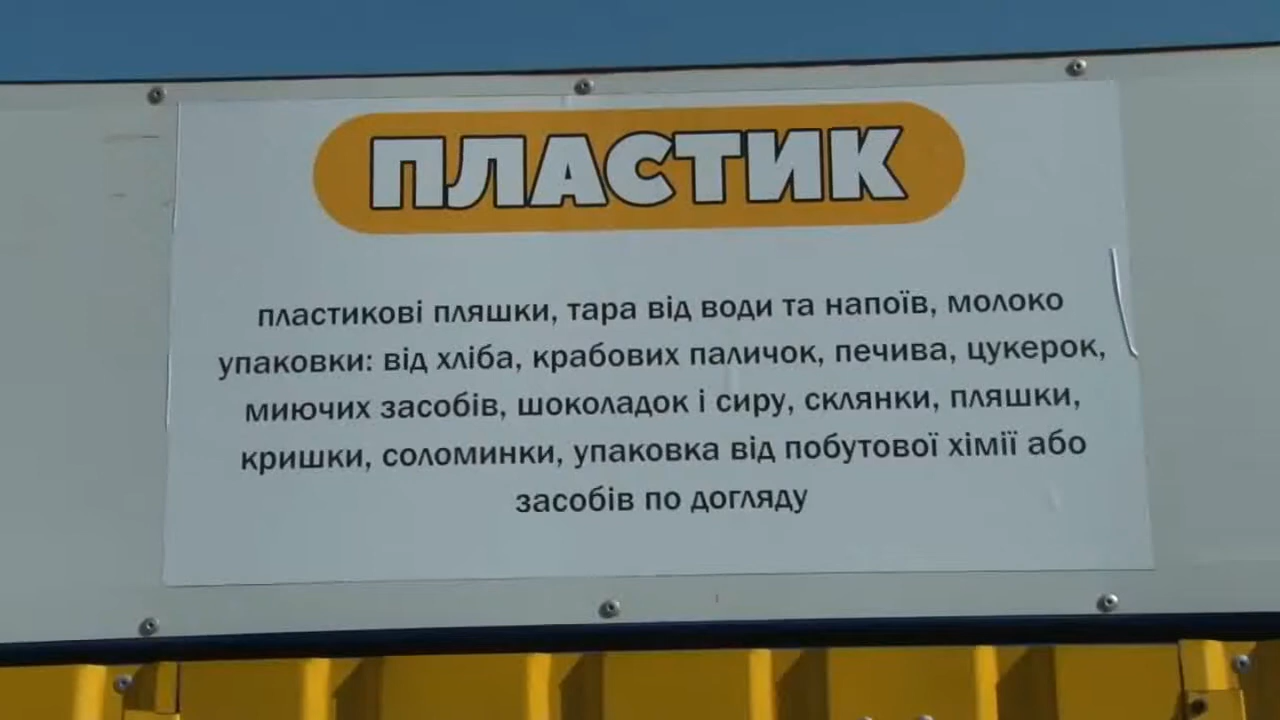 ПЛАСТИК
пластикові пляшки, тара від води та напоїв, молоко
упаковки: від хліба, крабових паличок, печива, цукерок,
миючих засобів, шоколадок і сиру, склянки, пляшки,
кришки, соломинки, упаковка від побутової хімії або
засобів по догляду